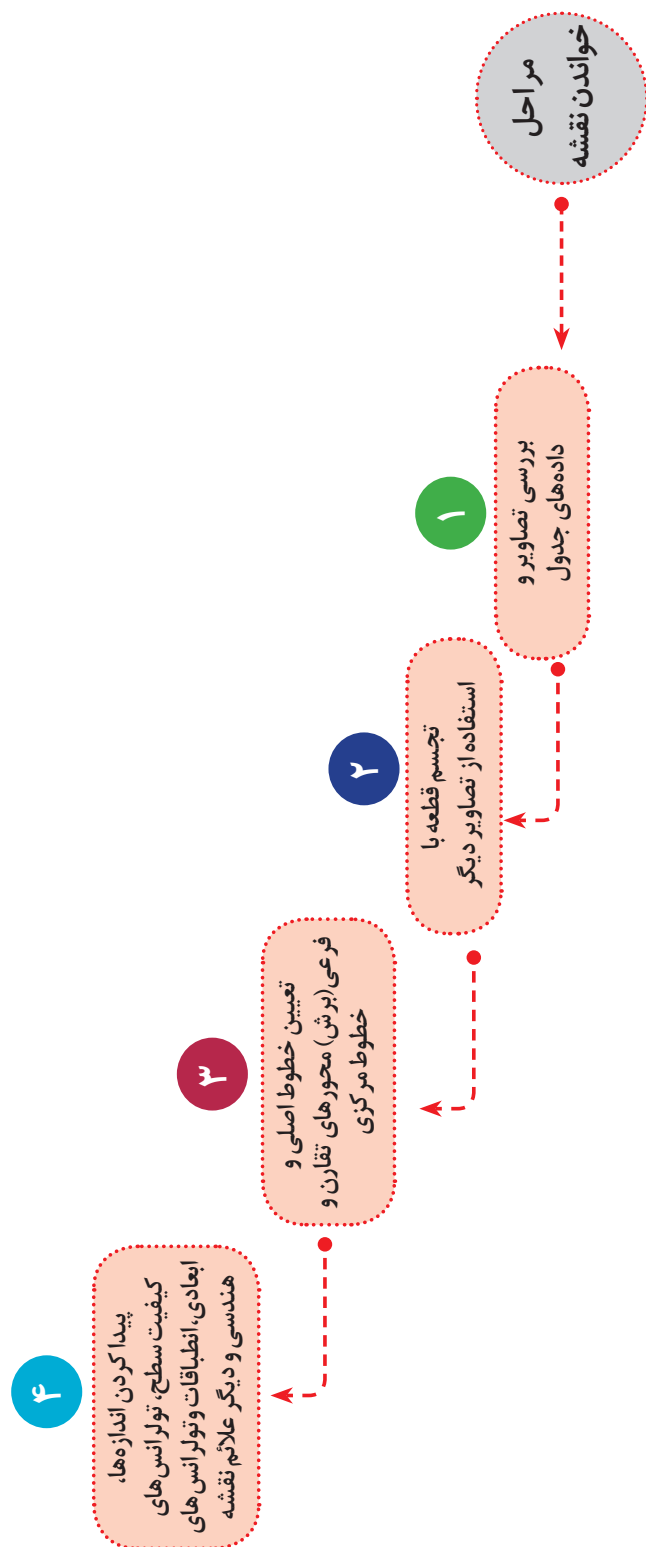 مراحل
خواندن نقشه
۱
بررسی تصاویر و
داده‌های جدول
۲
تجسم قطعه با
استفاده از تصاویر دیگر
۳
تعیین خطوط اصلی و
فرعی (برش) محورهای تقارن و
خطوط مرکزی
۴
پیدا کردن اندازه‌ها،
کیفیت سطح، تولرانس‌های
ابعادی، انطباقات و تولرانس‌های
هندسی و دیگر علائم نقشه